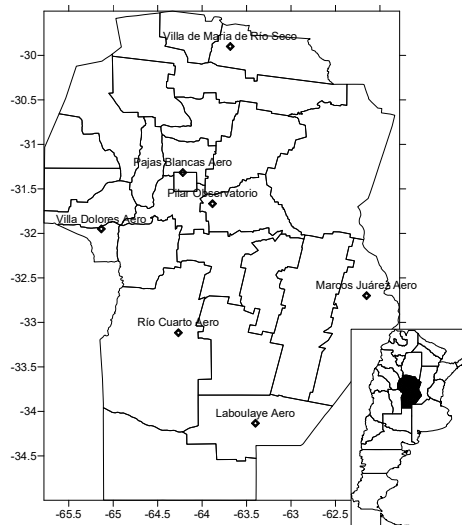 -30
Villa de Maria de Río Seco
-30.5
-31
Pajas Blancas Aero
-31.5
Pilar Observatorio
Villa Dolores Aero
-32
-32.5
Marcos Juárez Aero
-33
Río Cuarto Aero
-33.5
-34
Laboulaye Aero
-34.5
-65.5 -65 -64.5 -64 -63.5 -63 -62.5